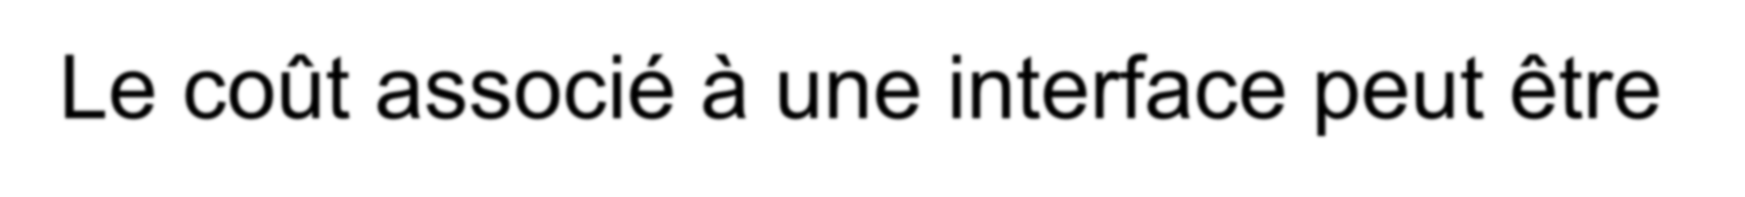 Le coût associé à une interface peut être